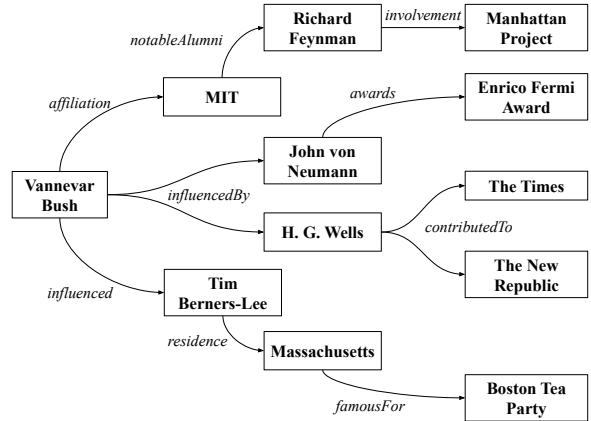 Richard
Feynman
involvement
Manhattan
Project
notableAlumni
MIT
affiliation
awards
Enrico Fermi
Award
John von
Neumann
Vannevar
Bush
influencedBy
The Times
H. G. Wells
contributedTo
The New
Republic
influenced
Tim
Berners-Lee
residence
Massachusetts
famousFor
Boston Tea
Party